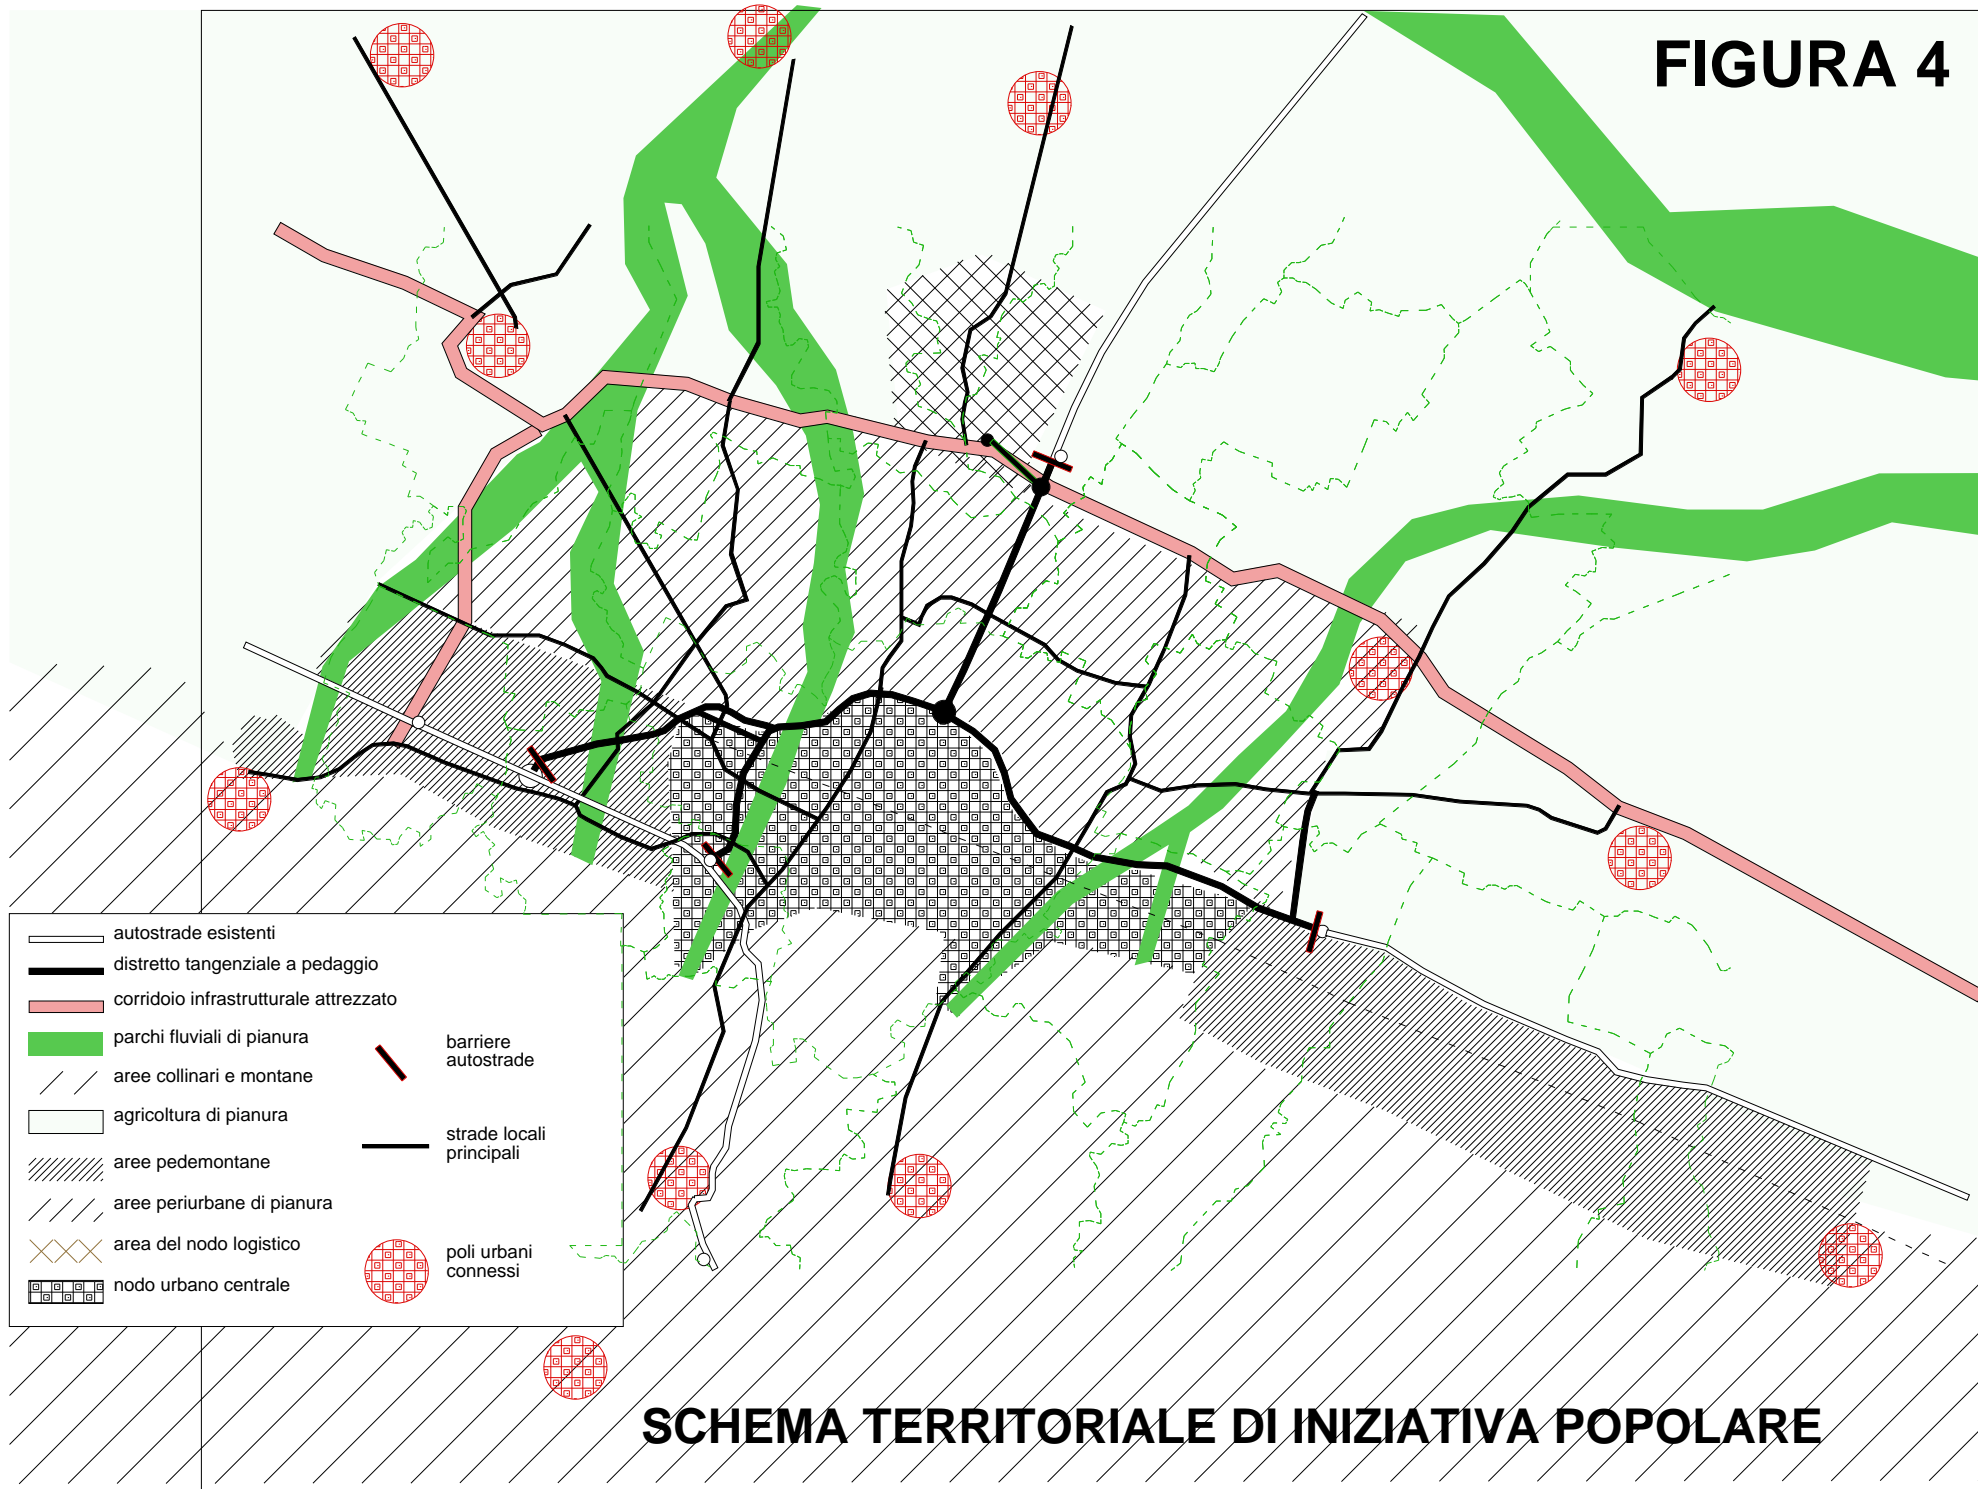 FIGURA 4
autostrade esistenti
distretto tangenziale a pedaggio
corridoio infrastrutturale attrezzato
parchi fluviali di pianura
aree collinari e montane
agricoltura di pianura
aree pedemontane
aree periurbane di pianura
area del nodo logistico
nodo urbano centrale
barriere
autostrade
strade locali
principali
poli urbani
connessi
SCHEMA TERRITORIALE DI INIZIATIVA POPOLARE